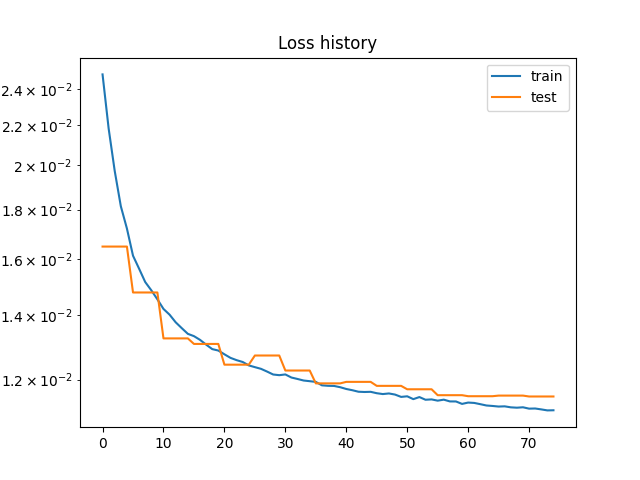 Loss history
train
test
2.4 × 10⁻²
2.2 × 10⁻²
2 × 10⁻²
1.8 × 10⁻²
1.6 × 10⁻²
1.4 × 10⁻²
1.2 × 10⁻²
0 10 20 30 40 50 60 70